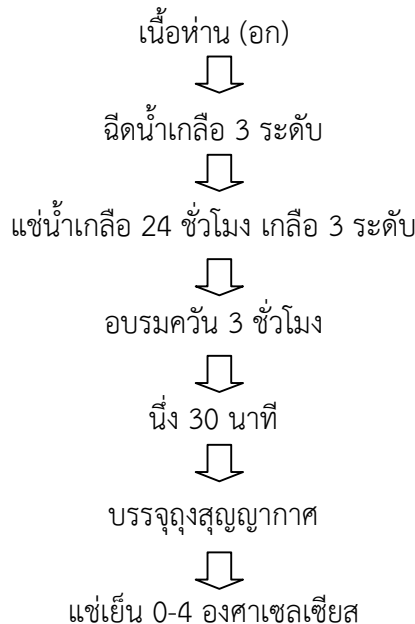 เนื้อห่าน (อก)
ฉีดน้ำเกลือ 3 ระดับ
แช่น้ำเกลือ 24 ชั่วโมง เกลือ 3 ระดับ
อบรมควัน 3 ชั่วโมง
นึ่ง 30 นาที
บรรจุถุงสุญญากาศ
แช่เย็น 0-4 องศาเซลเซียส